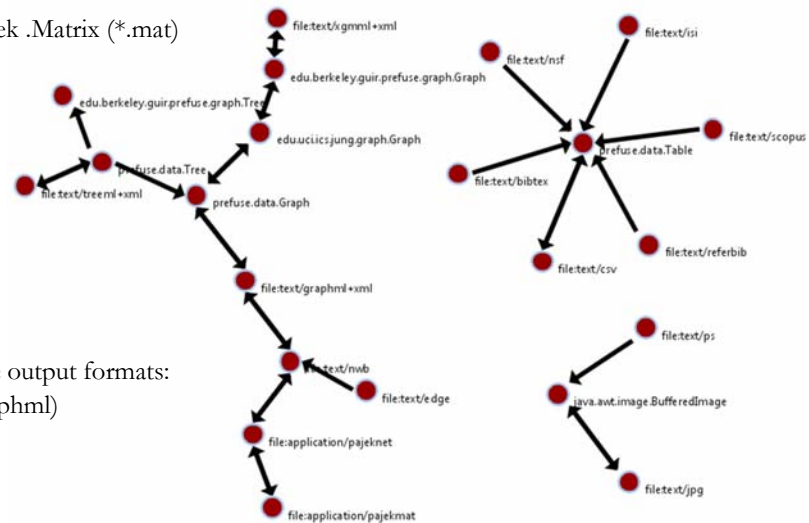 ek .Matrix (*.mat)
file:text/xgmml+xml
edu.berkeley.guir.prefuse.graph.Graph
edu.berkeley.guir.prefuse.graph.Tree
edu.uci.ics.jung.graph.Graph
prefuse.data.Tree
file:text/treeml+xml
prefuse.data.Graph
file:text/graphml+xml
output formats:
phml)
file:text/nwb
file:text/edge
file:application/pajeknet
file:application/pajekmat
file:text/isi
file:text/nsf
file:text/scopus
prefuse.data.Table
file:text/bibtex
file:text/referbib
file:text/csv
file:text/ps
java.awt.image.BufferedImage
file:text/jpg